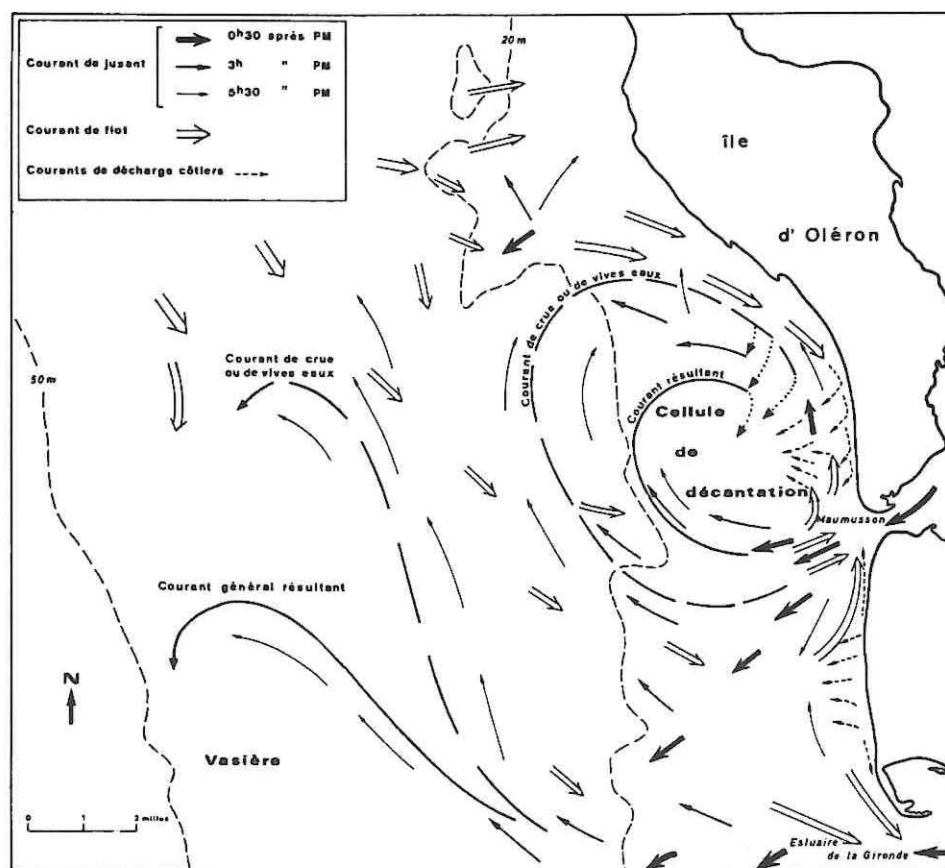 Courant de jusant
0h30 après PM
3h " PM
5h30 " PM
Courant de flot
Courants de décharge côtiers
20 m
île
d'Oléron
50 m
Courant de crue
ou de vives eaux
Courant de crue ou de vives eaux
Courant résultant
Cellule
de
décantation
Maumusson
Courant général résultant
N
Vasière
0 1 2 milles
Estuaire
de la Gironde